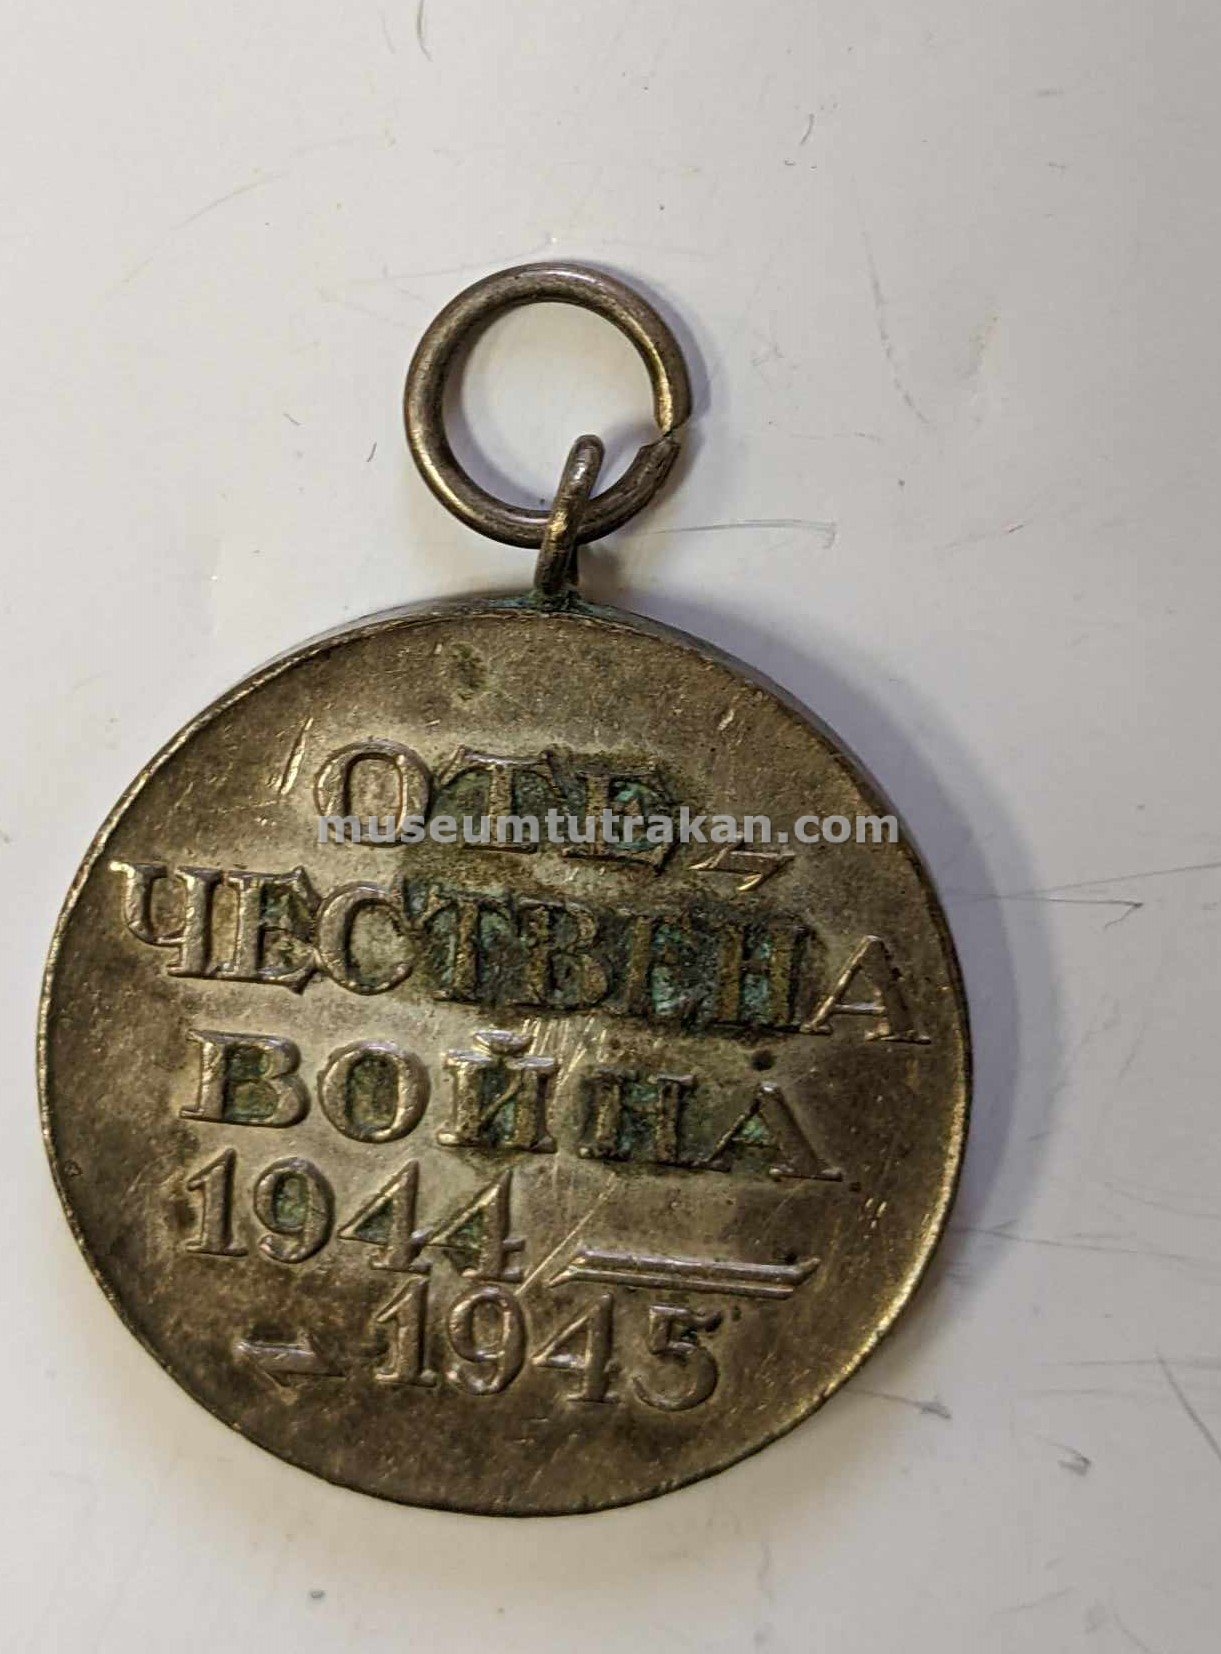 ОТЕ-
museumtutrakan.com
ЧЕСТВЕНА
ВОЙНА
1944
1945